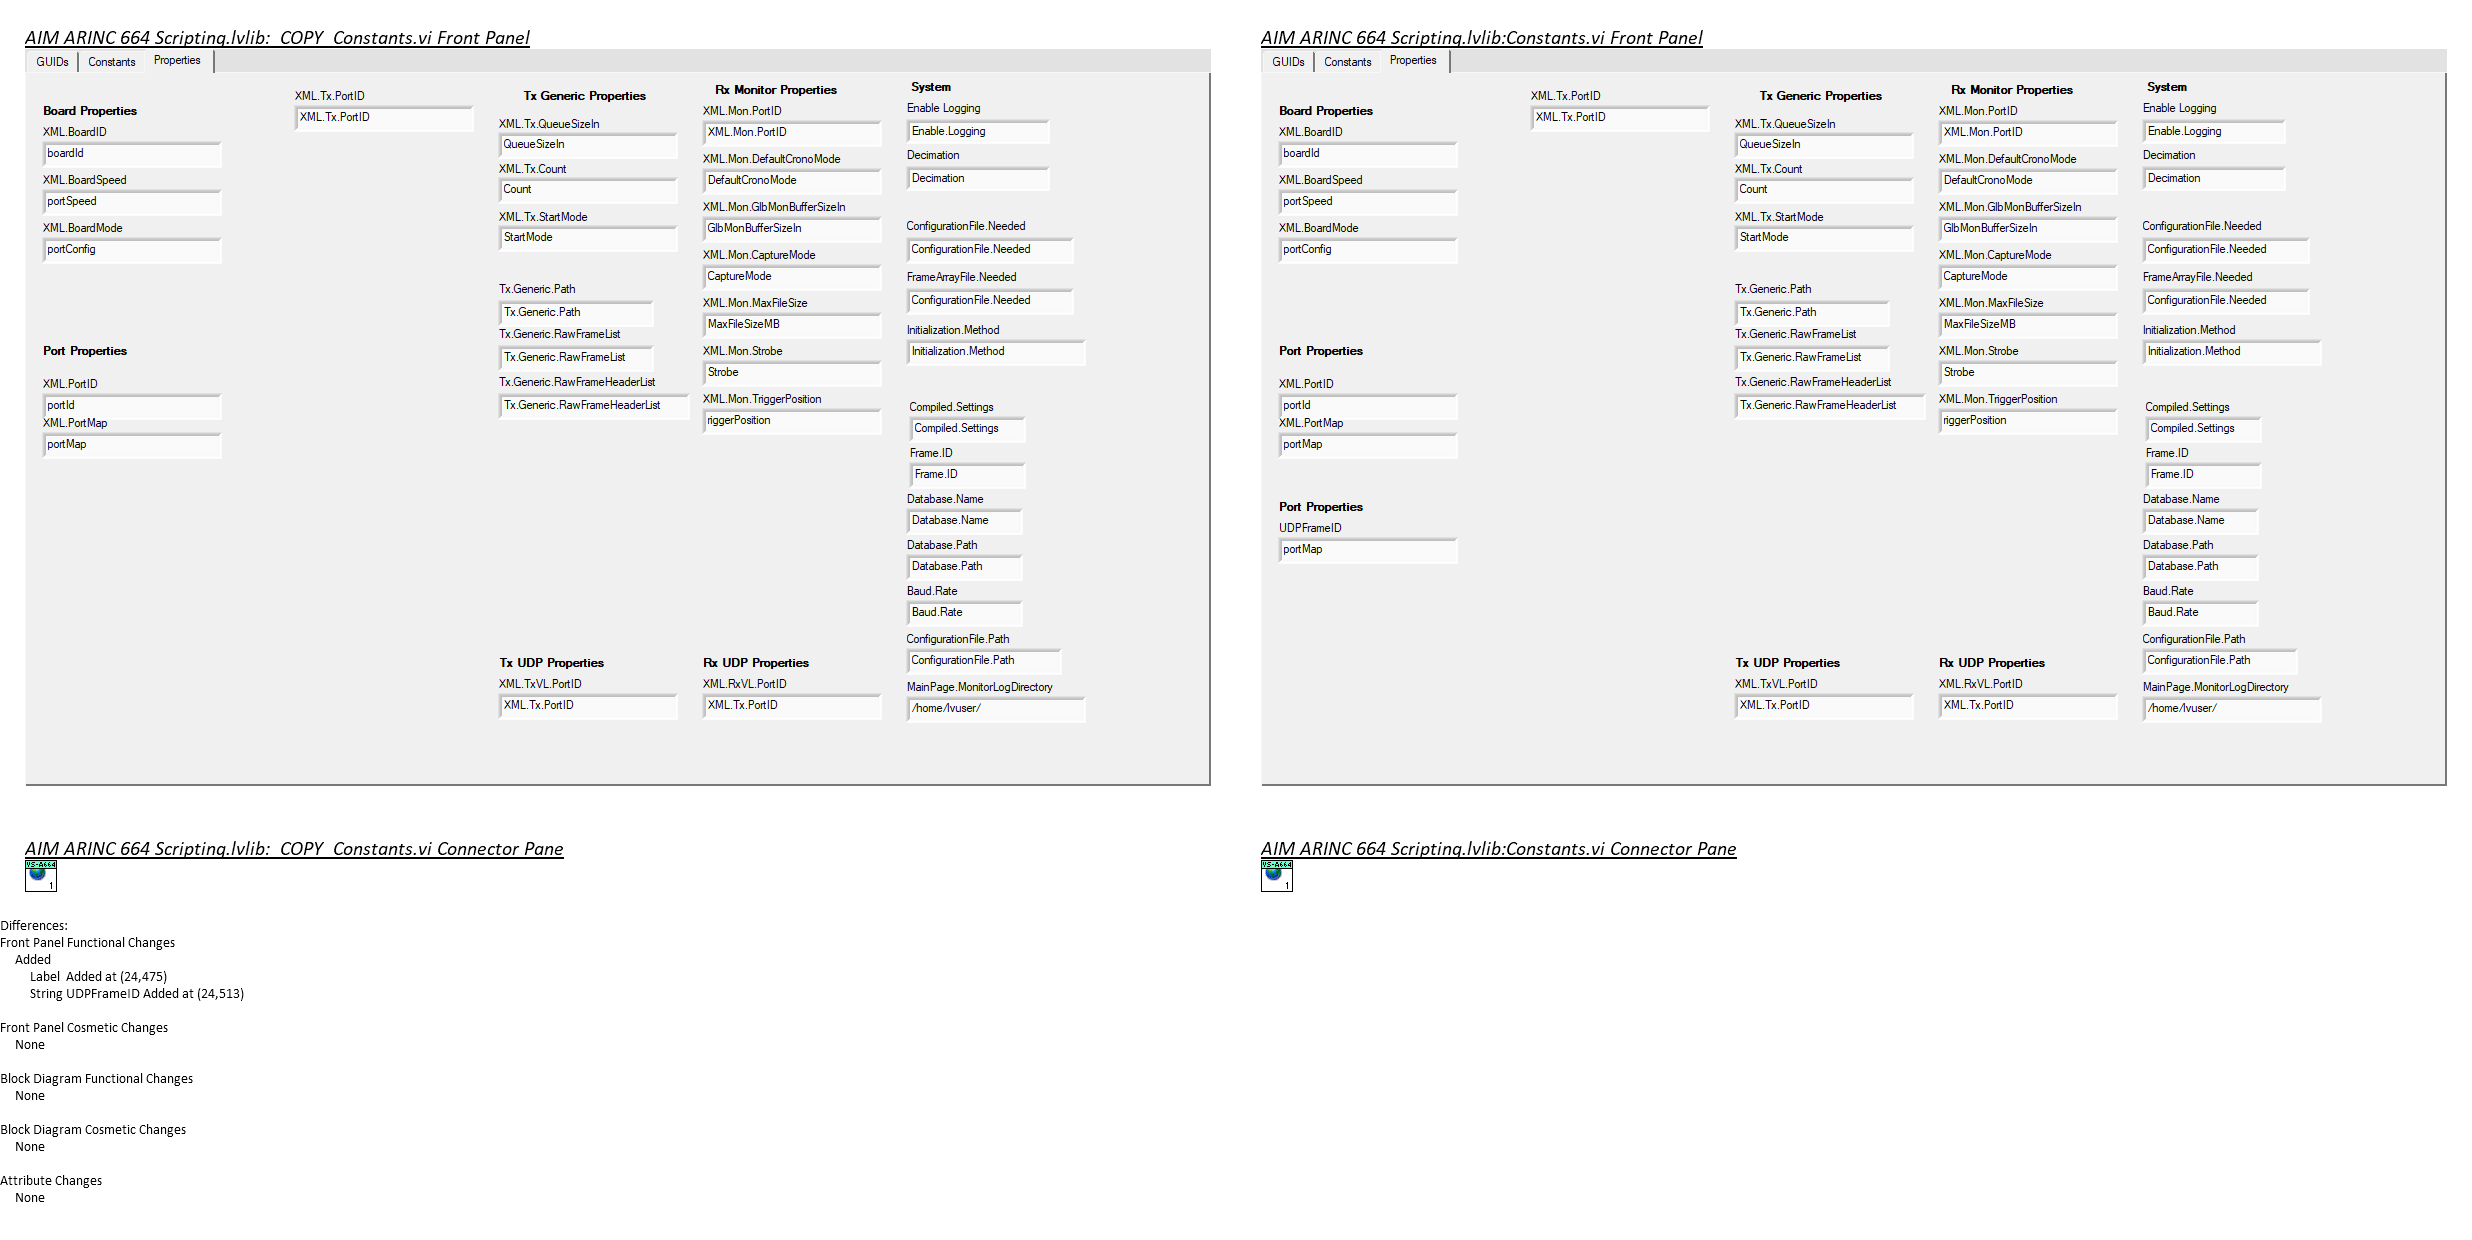 AIM ARINC 664 Scripting.lvlib:  COPY  Constants.vi Front Panel
GUIDs Constants Properties
Board Properties
XML.BoardID
boardId
XML.BoardSpeed
portSpeed
XML.BoardMode
portConfig
Port Properties
XML.PortID
portId
XML.PortMap
portMap
XML.Tx.PortID
XML.Tx.PortID
Tx Generic Properties
XML.Tx.QueueSizeIn
QueueSizeIn
XML.Tx.Count
Count
XML.Tx.StartMode
StartMode
Tx.Generic.Path
Tx.Generic.Path
Tx.Generic.RawFrameList
Tx.Generic.RawFrameList
Tx.Generic.RawFrameHeaderList
Tx.Generic.RawFrameHeaderList
Tx UDP Properties
XML.TxVL.PortID
XML.Tx.PortID
Rx Monitor Properties
XML.Mon.PortID
XML.Mon.PortID
XML.Mon.DefaultCronoMode
DefaultCronoMode
XML.Mon.GlbMonBufferSizeIn
GlbMonBufferSizeIn
XML.Mon.CaptureMode
CaptureMode
XML.Mon.MaxFileSize
MaxFileSizeMB
XML.Mon.Strobe
Strobe
XML.Mon.TriggerPosition
riggerPosition
Rx UDP Properties
XML.RxVL.PortID
XML.Tx.PortID
System
Enable Logging
Enable.Logging
Decimation
Decimation
ConfigurationFile.Needed
ConfigurationFile.Needed
FrameArrayFile.Needed
ConfigurationFile.Needed
Initialization.Method
Initialization.Method
Compiled.Settings
Compiled.Settings
Frame.ID
Frame.ID
Database.Name
Database.Name
Database.Path
Database.Path
Baud.Rate
Baud.Rate
ConfigurationFile.Path
ConfigurationFile.Path
MainPage.MonitorLogDirectory
/home/lvuser/
AIM ARINC 664 Scripting.lvlib:Constants.vi Front Panel
GUIDs Constants Properties
Board Properties
XML.BoardID
boardId
XML.BoardSpeed
portSpeed
XML.BoardMode
portConfig
Port Properties
XML.PortID
portId
XML.PortMap
portMap
Port Properties
UDPFrameID
portMap
XML.Tx.PortID
XML.Tx.PortID
Tx Generic Properties
XML.Tx.QueueSizeIn
QueueSizeIn
XML.Tx.Count
Count
XML.Tx.StartMode
StartMode
Tx.Generic.Path
Tx.Generic.Path
Tx.Generic.RawFrameList
Tx.Generic.RawFrameList
Tx.Generic.RawFrameHeaderList
Tx.Generic.RawFrameHeaderList
Tx UDP Properties
XML.TxVL.PortID
XML.Tx.PortID
Rx Monitor Properties
XML.Mon.PortID
XML.Mon.PortID
XML.Mon.DefaultCronoMode
DefaultCronoMode
XML.Mon.GlbMonBufferSizeIn
GlbMonBufferSizeIn
XML.Mon.CaptureMode
CaptureMode
XML.Mon.MaxFileSize
MaxFileSizeMB
XML.Mon.Strobe
Strobe
XML.Mon.TriggerPosition
riggerPosition
Rx UDP Properties
XML.RxVL.PortID
XML.Tx.PortID
System
Enable Logging
Enable.Logging
Decimation
Decimation
ConfigurationFile.Needed
ConfigurationFile.Needed
FrameArrayFile.Needed
ConfigurationFile.Needed
Initialization.Method
Initialization.Method
Compiled.Settings
Compiled.Settings
Frame.ID
Frame.ID
Database.Name
Database.Name
Database.Path
Database.Path
Baud.Rate
Baud.Rate
ConfigurationFile.Path
ConfigurationFile.Path
MainPage.MonitorLogDirectory
/home/lvuser/
AIM ARINC 664 Scripting.lvlib:  COPY  Constants.vi Connector Pane
VS-A664
1
AIM ARINC 664 Scripting.lvlib:Constants.vi Connector Pane
VS-A664
1
Differences:
Front Panel Functional Changes
Added
Label  Added at (24,475)
String UDPFrameID Added at (24,513)
Front Panel Cosmetic Changes
None
Block Diagram Functional Changes
None
Block Diagram Cosmetic Changes
None
Attribute Changes
None